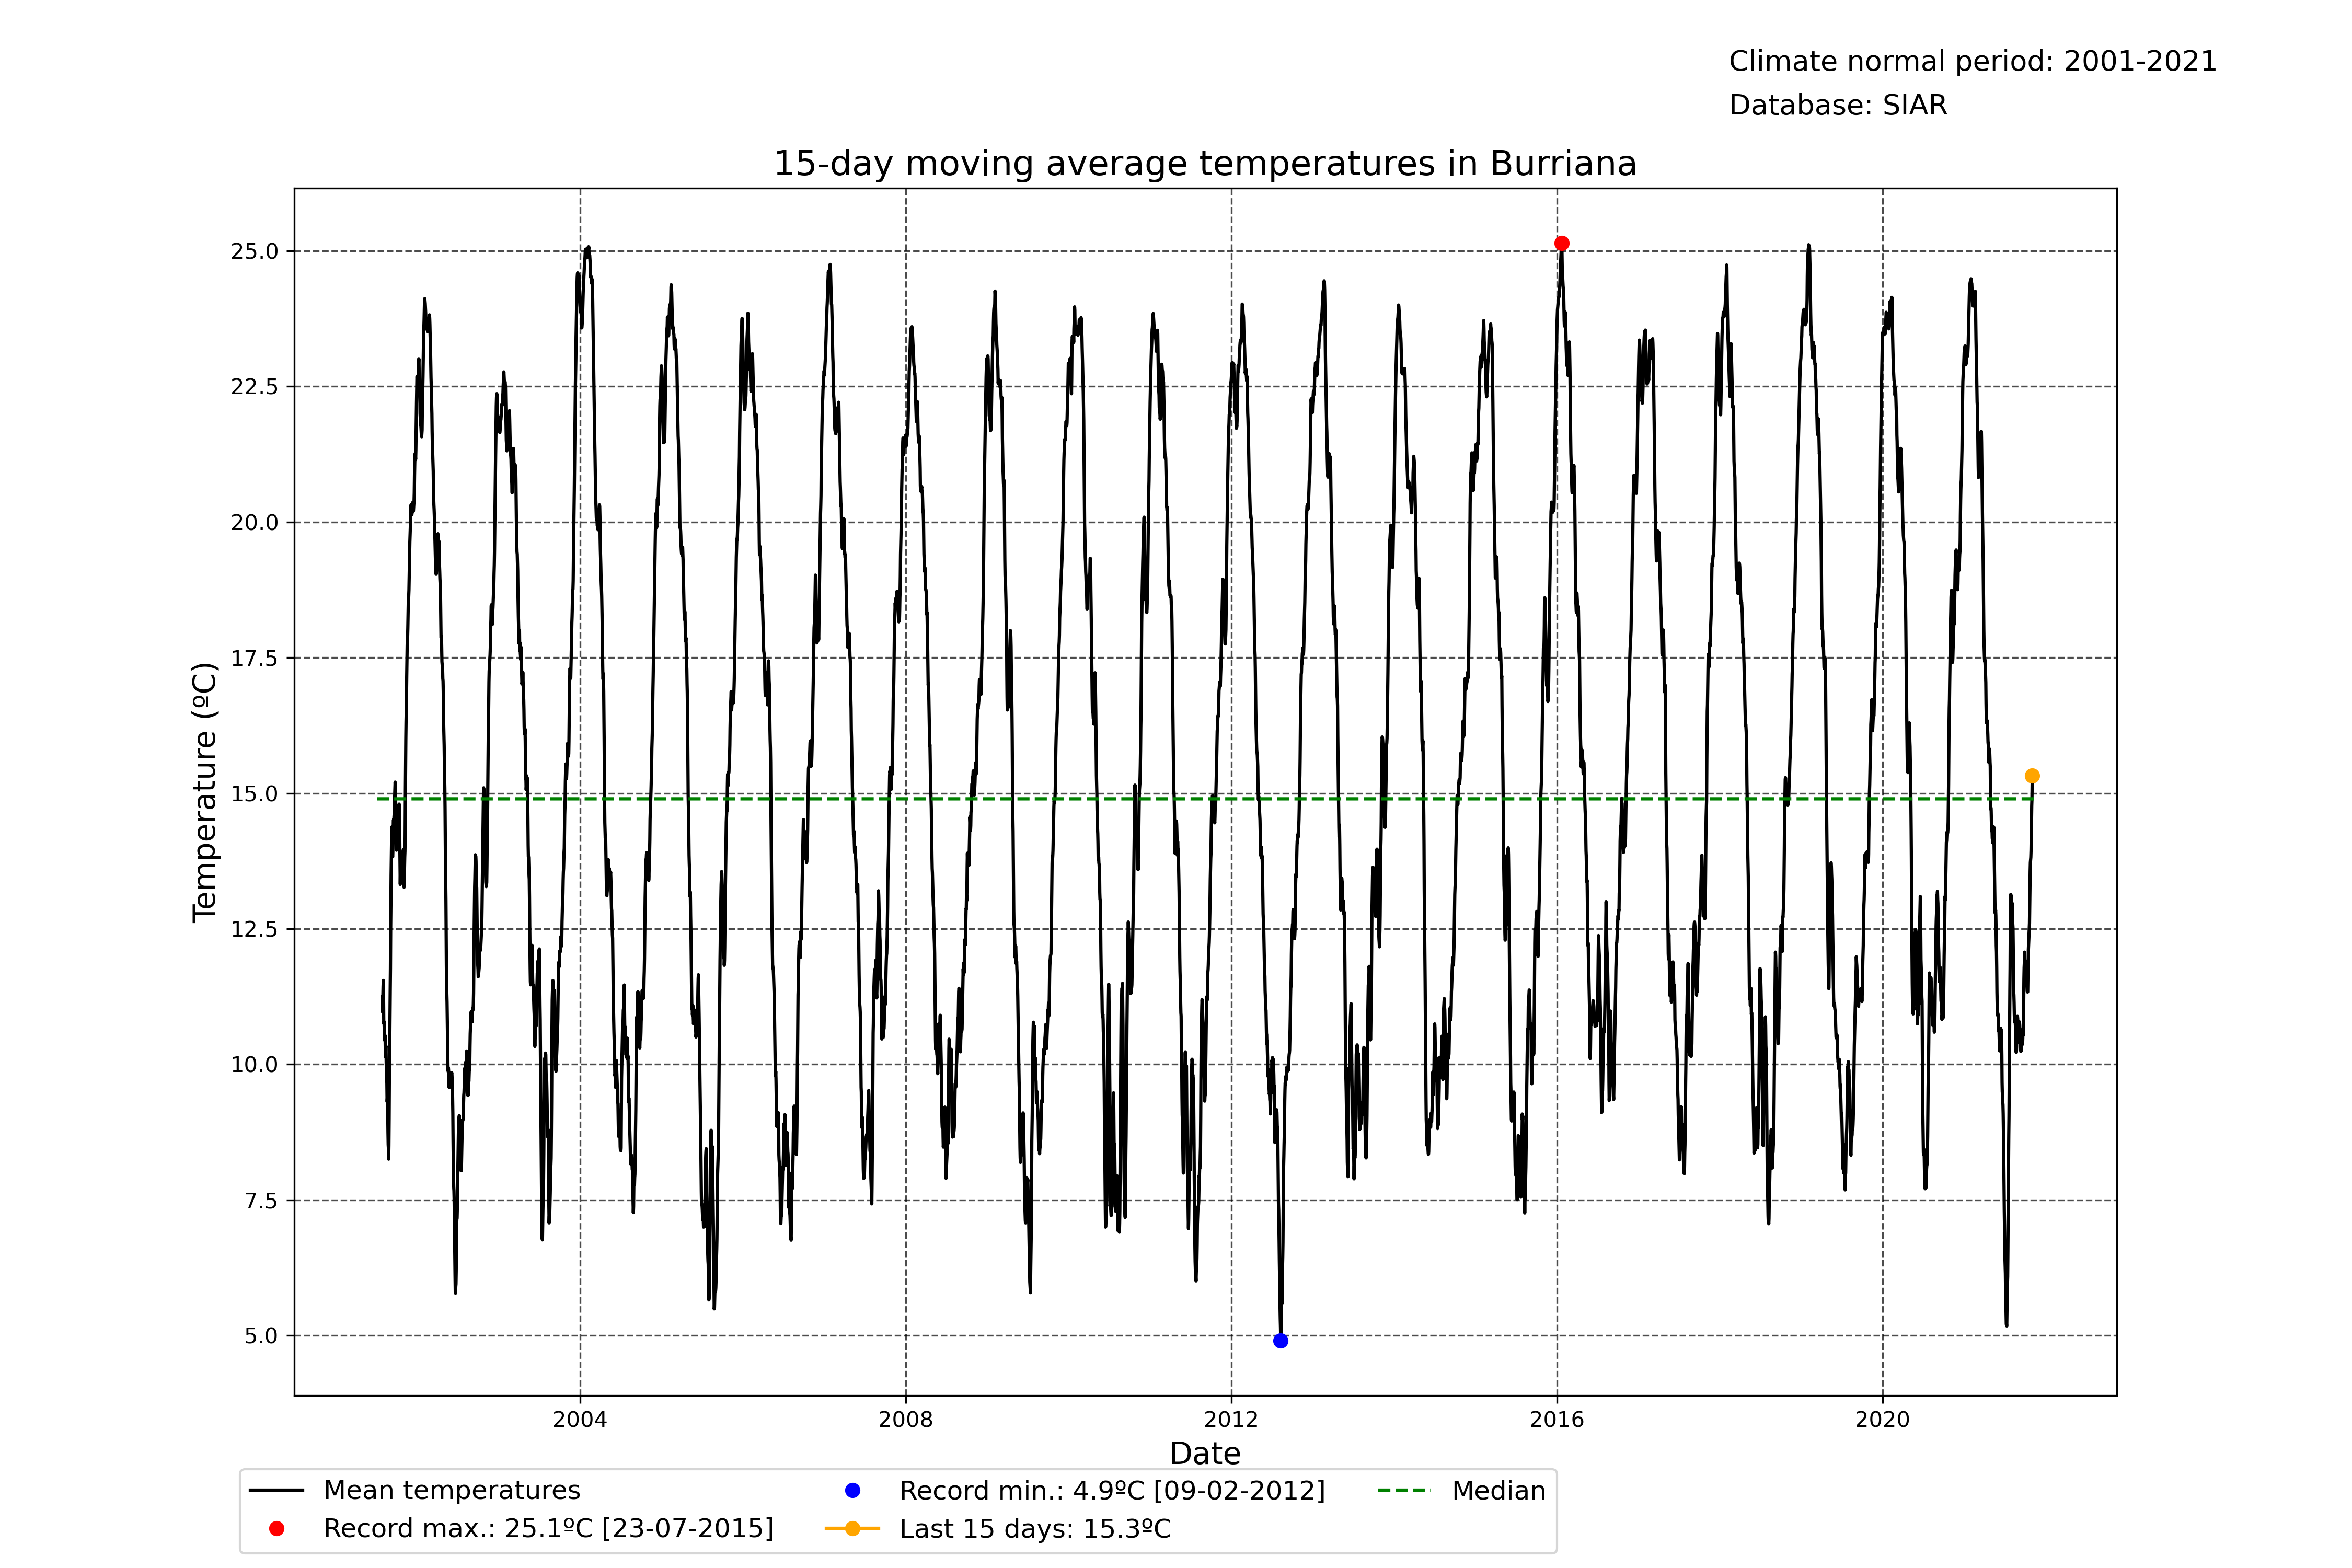 Climate normal period: 2001-2021
Database: SIAR
15-day moving average temperatures in Burriana
25.0
22.5
20.0
17.5
15.0
12.5
10.0
7.5
5.0
Temperature (ºC)
2004 2008 2012 2016 2020
Date
Mean temperatures
Record max.: 25.1ºC [23-07-2015]
Record min.: 4.9ºC [09-02-2012]
Last 15 days: 15.3ºC
Median